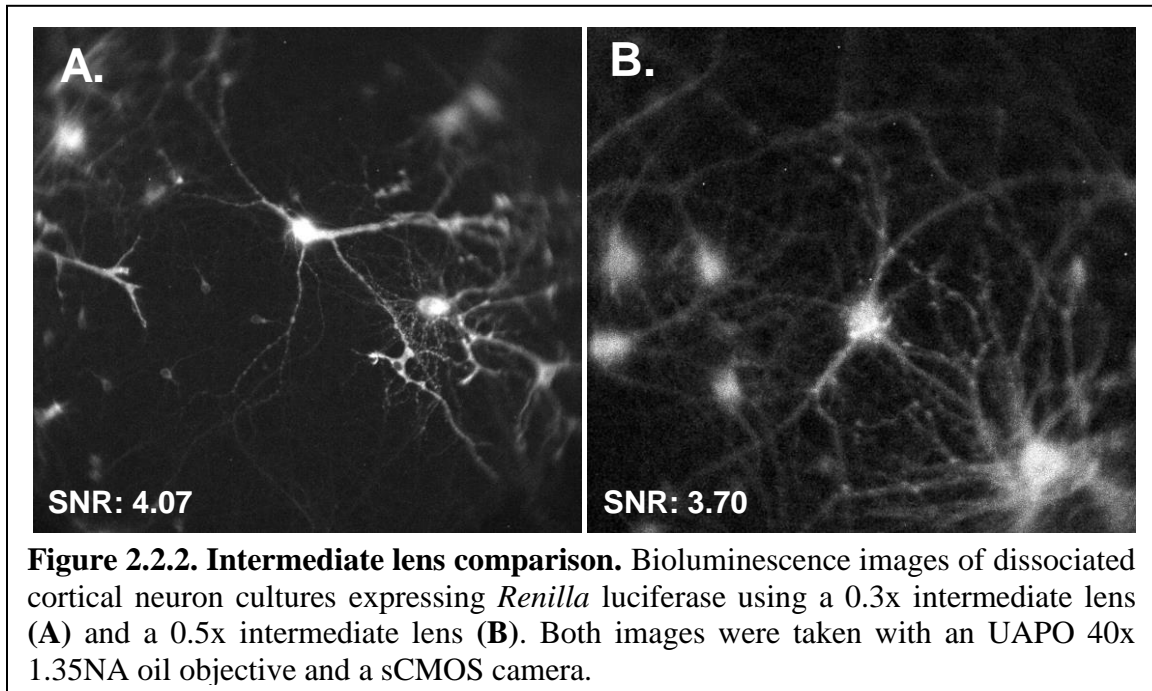 A.
B.
SNR: 4.07
SNR: 3.70
Figure 2.2.2. Intermediate lens comparison. Bioluminescence images of dissociated
cortical neuron cultures expressing Renilla luciferase using a 0.3x intermediate lens
(A) and a 0.5x intermediate lens (B). Both images were taken with an UAPO 40x
1.35NA oil objective and a sCMOS camera.